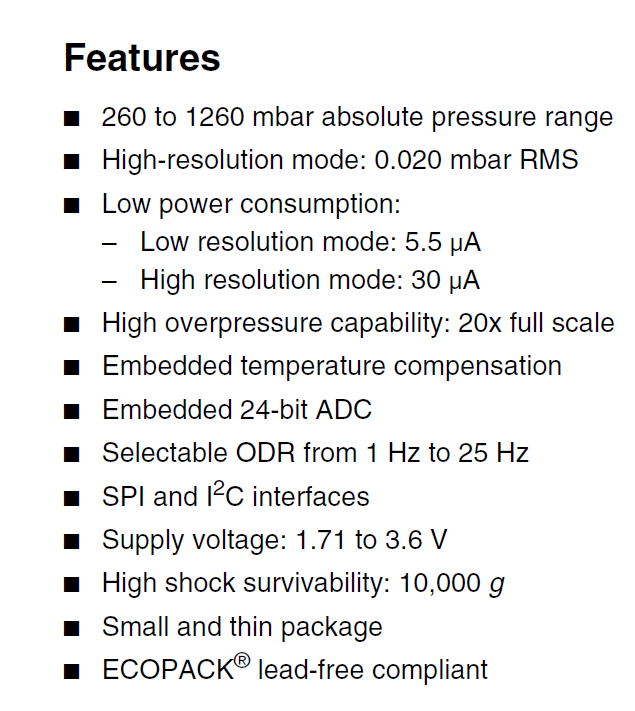 Features
■ 260 to 1260 mbar absolute pressure range
■ High-resolution mode: 0.020 mbar RMS
■ Low power consumption:
– Low resolution mode: 5.5 µA
– High resolution mode: 30 µA
■ High overpressure capability: 20x full scale
■ Embedded temperature compensation
■ Embedded 24-bit ADC
■ Selectable ODR from 1 Hz to 25 Hz
■ SPI and I²C interfaces
■ Supply voltage: 1.71 to 3.6 V
■ High shock survivability: 10,000 g
■ Small and thin package
■ ECOPACK® lead-free compliant